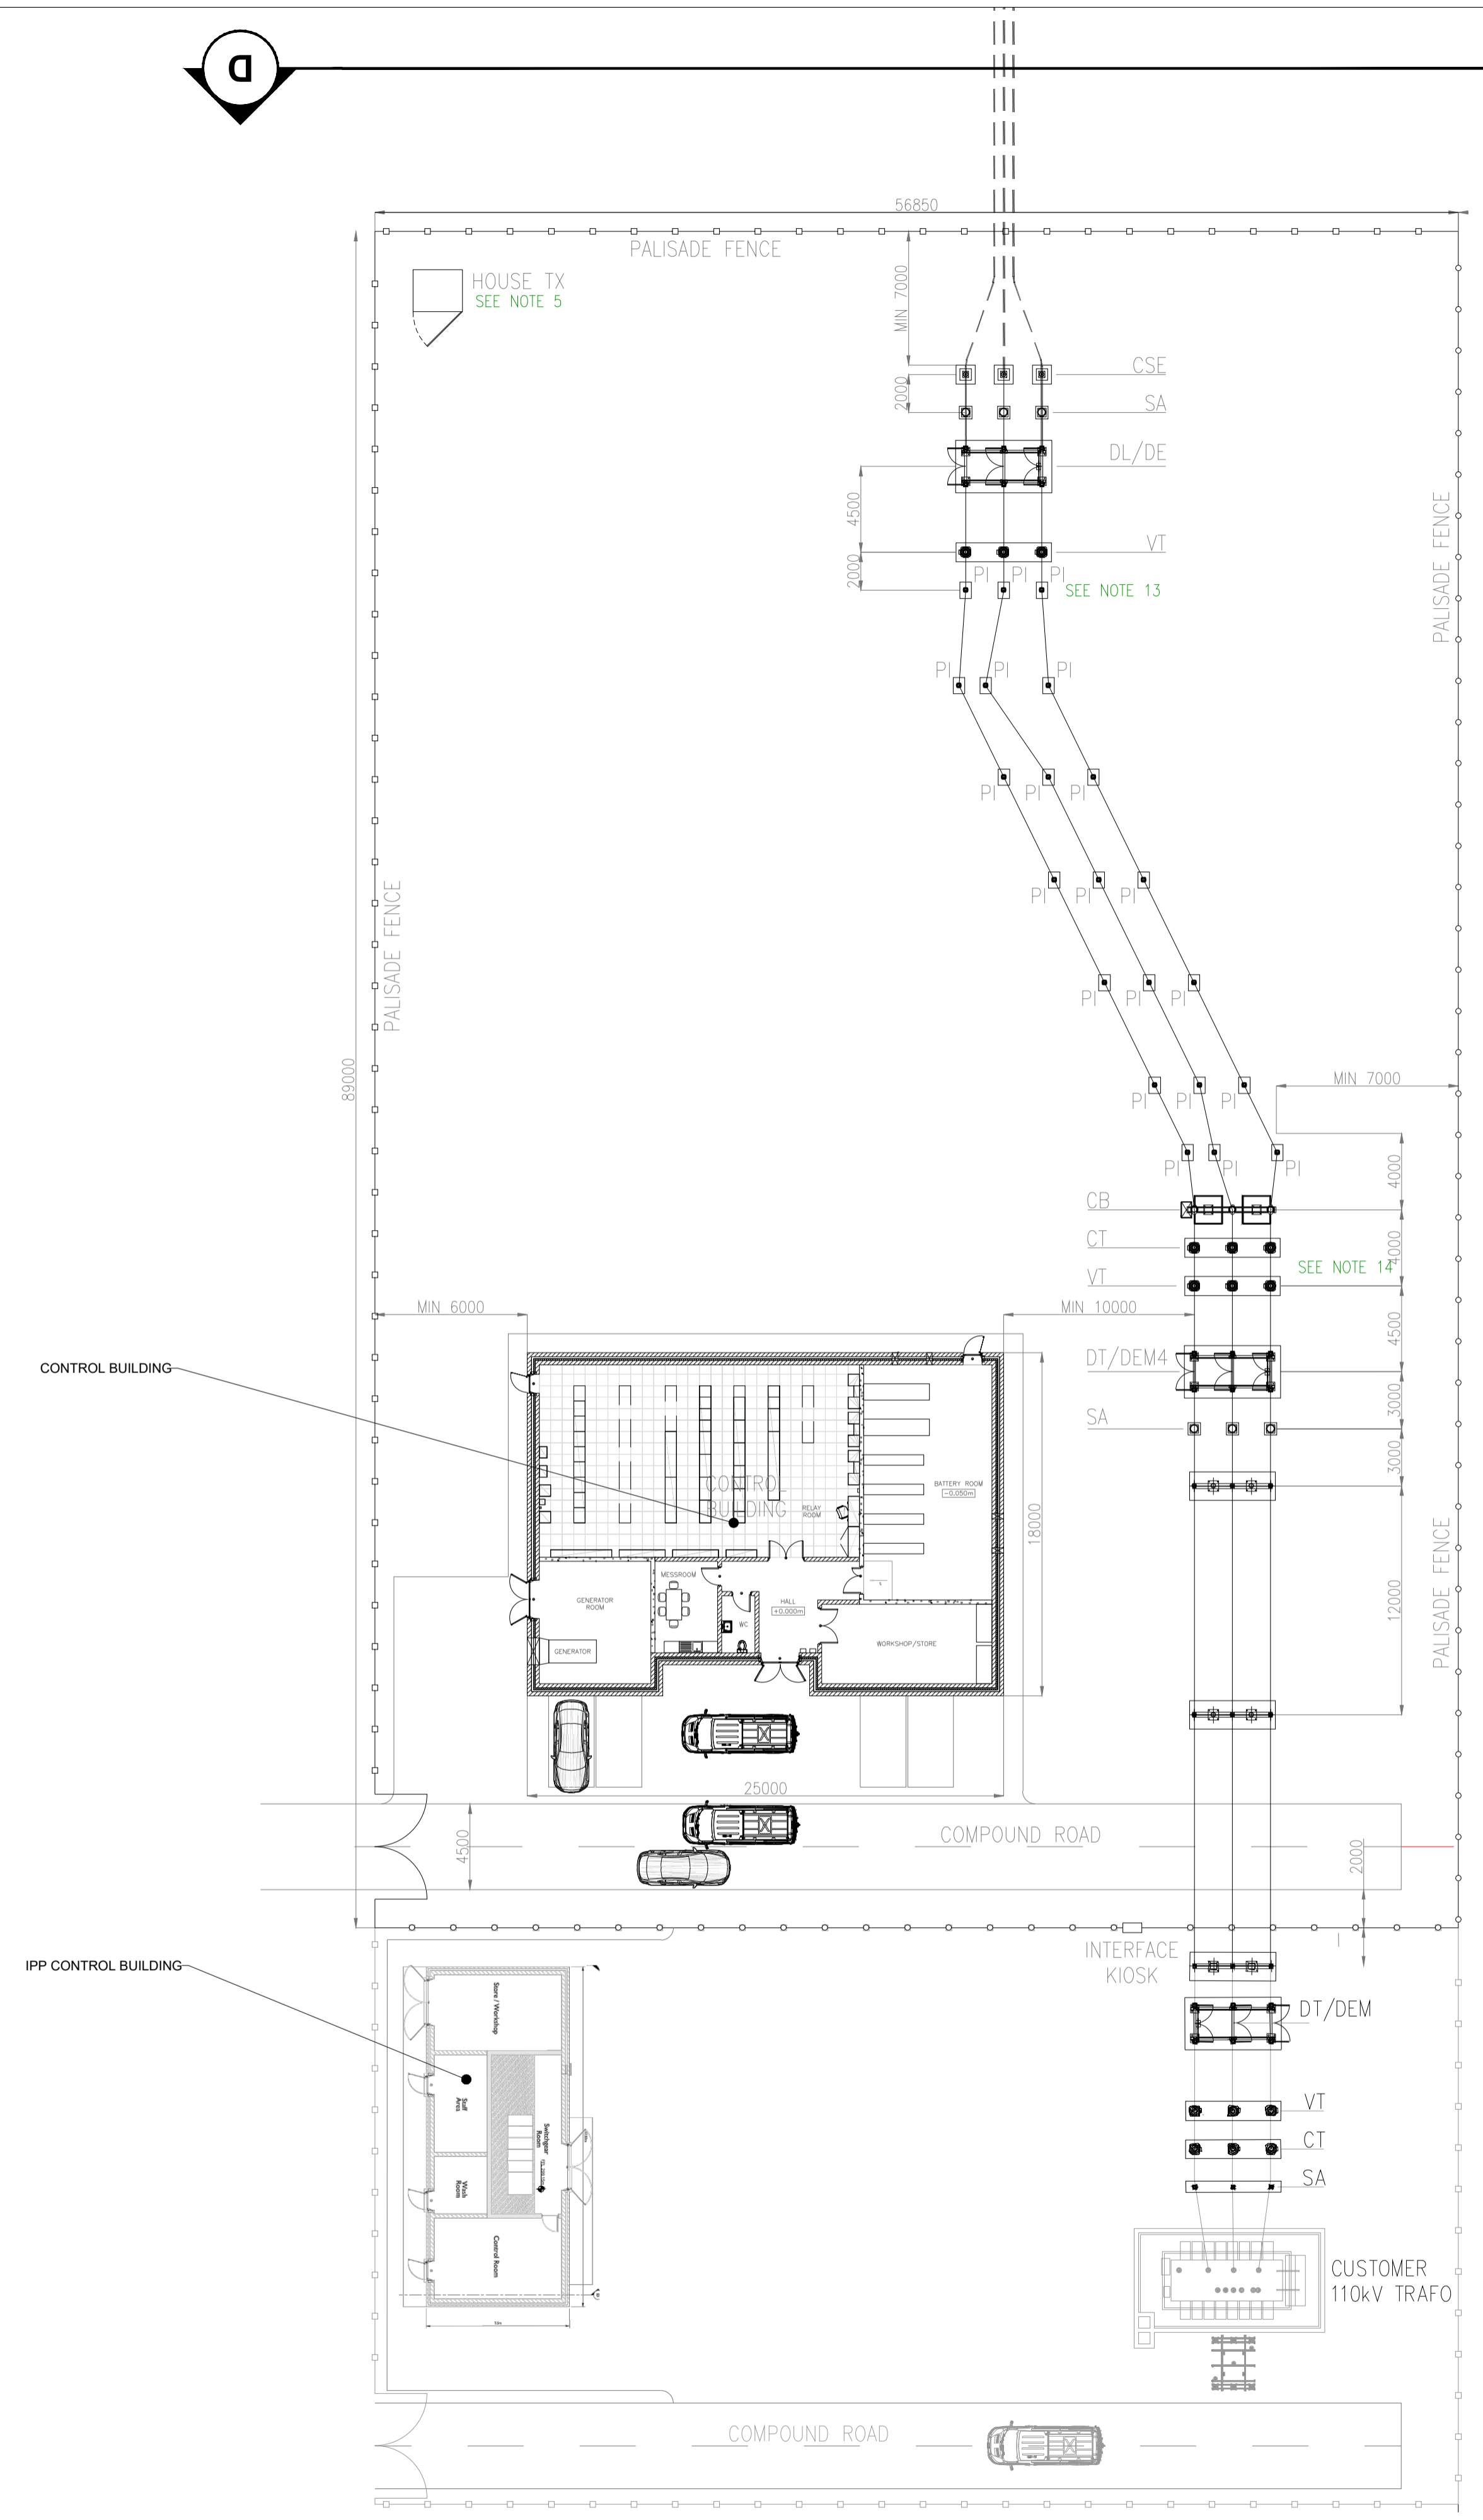 D
56850
PALISADE FENCE
HOUSE TX
SEE NOTE 5
MIN 7000
CSE
2000
SA
DL/DE
4500
PALISADE FENCE
VT
2000
PI
PI
PI
SEE NOTE 13
PI
PI
PI
PI
PI
PI
PI
PI
PI
PALISADE FENCE
PI
PI
PI
89000
MIN 7000
PI
PI
PI
PI
PI
PI
4000
CB
CT
4000
SEE NOTE 14
VT
MIN 6000
MIN 10000
4500
CONTROL BUILDING
DT/DEM4
3000
SA
3000
CONTROL
BUILDING
BATTERY ROOM
-0.050m
RELAY
ROOM
18000
PALISADE FENCE
MESSROOM
GENERATOR
ROOM
HALL
+0.000m
12000
WC
WORKSHOP/STORE
GENERATOR
25000
4500
COMPOUND ROAD
2000
INTERFACE
KIOSK
IPP CONTROL BUILDING
Store / Workshop
DT/DEM
Staff
Area
Switchgear
Room
VT
CT
Wash
Room
SA
Control Room
CUSTOMER
110kV TRAFO
COMPOUND ROAD